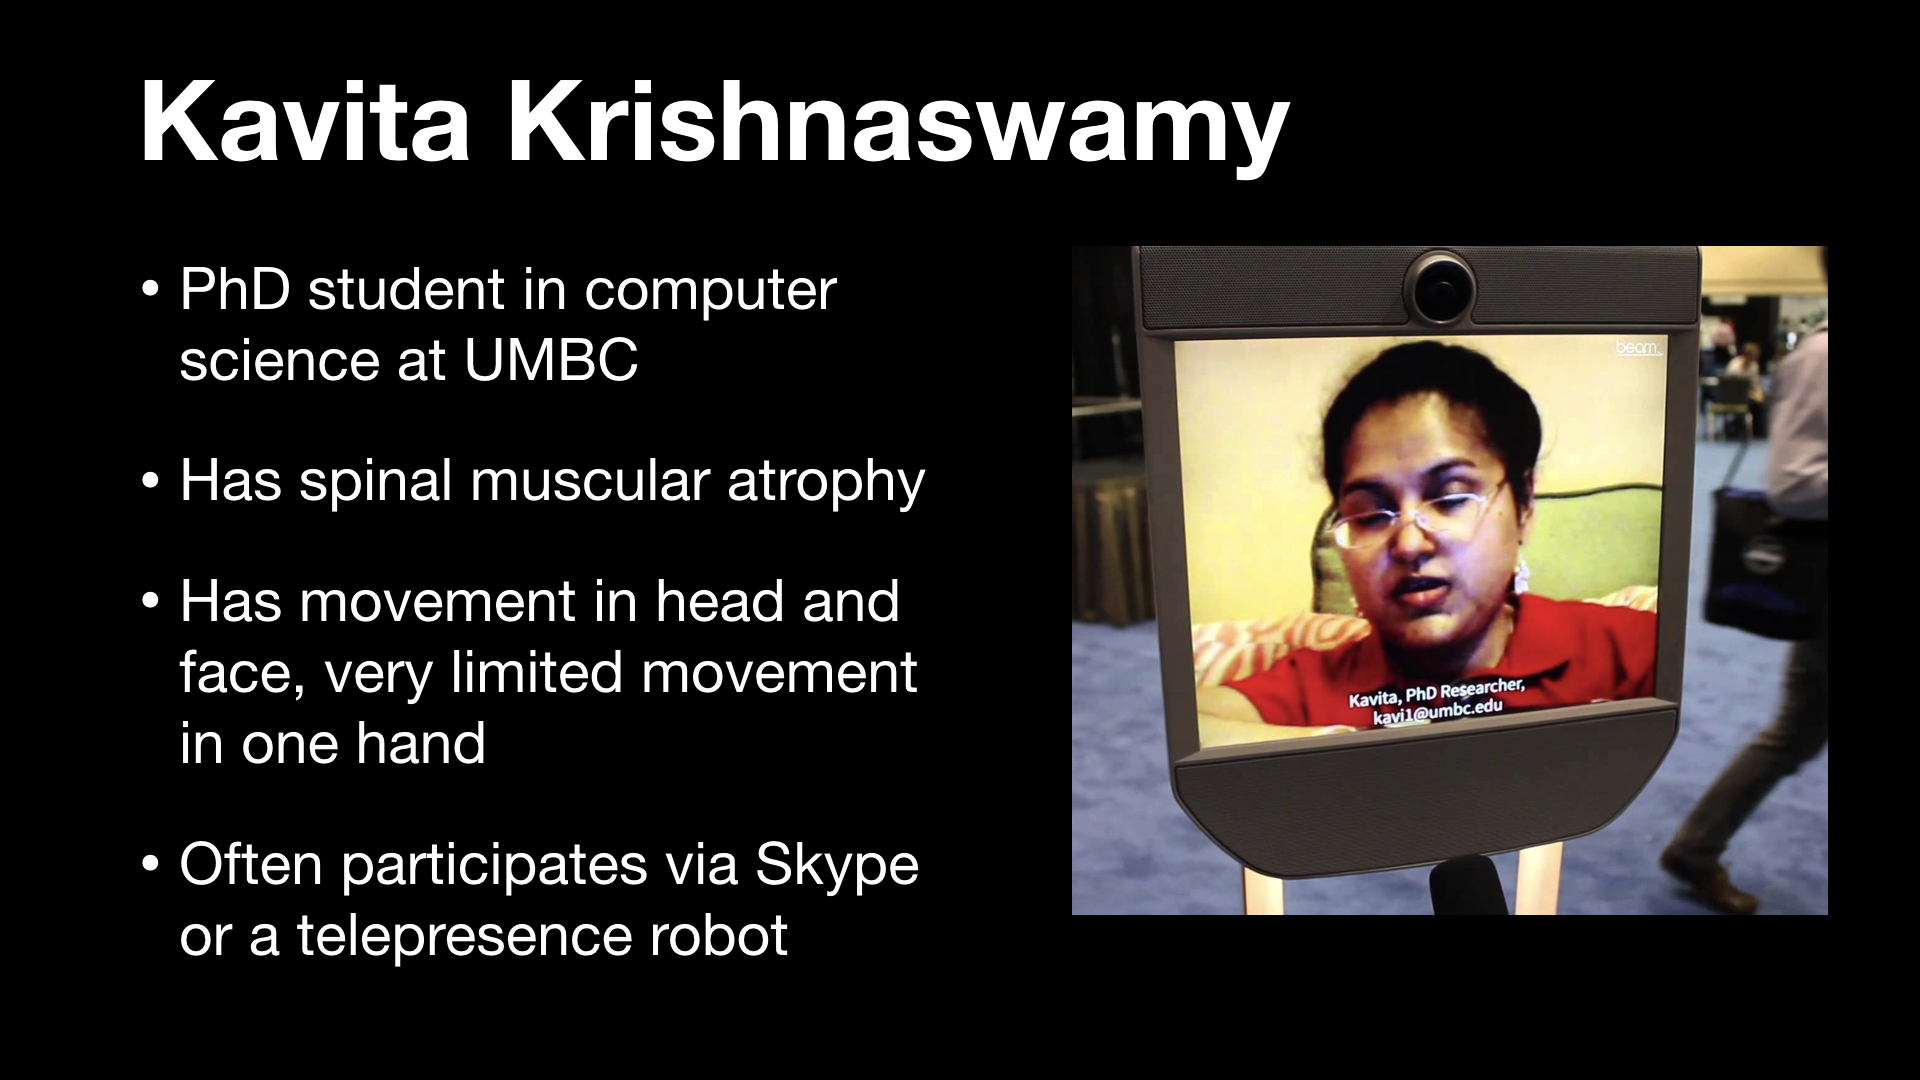 Kavita Krishnaswamy
• PhD student in computer
science at UMBC
• Has spinal muscular atrophy
• Has movement in head and
face, very limited movement
in one hand
• Often participates via Skype
or a telepresence robot
beam
Kavita, PhD Researcher,
kavi1@umbc.edu